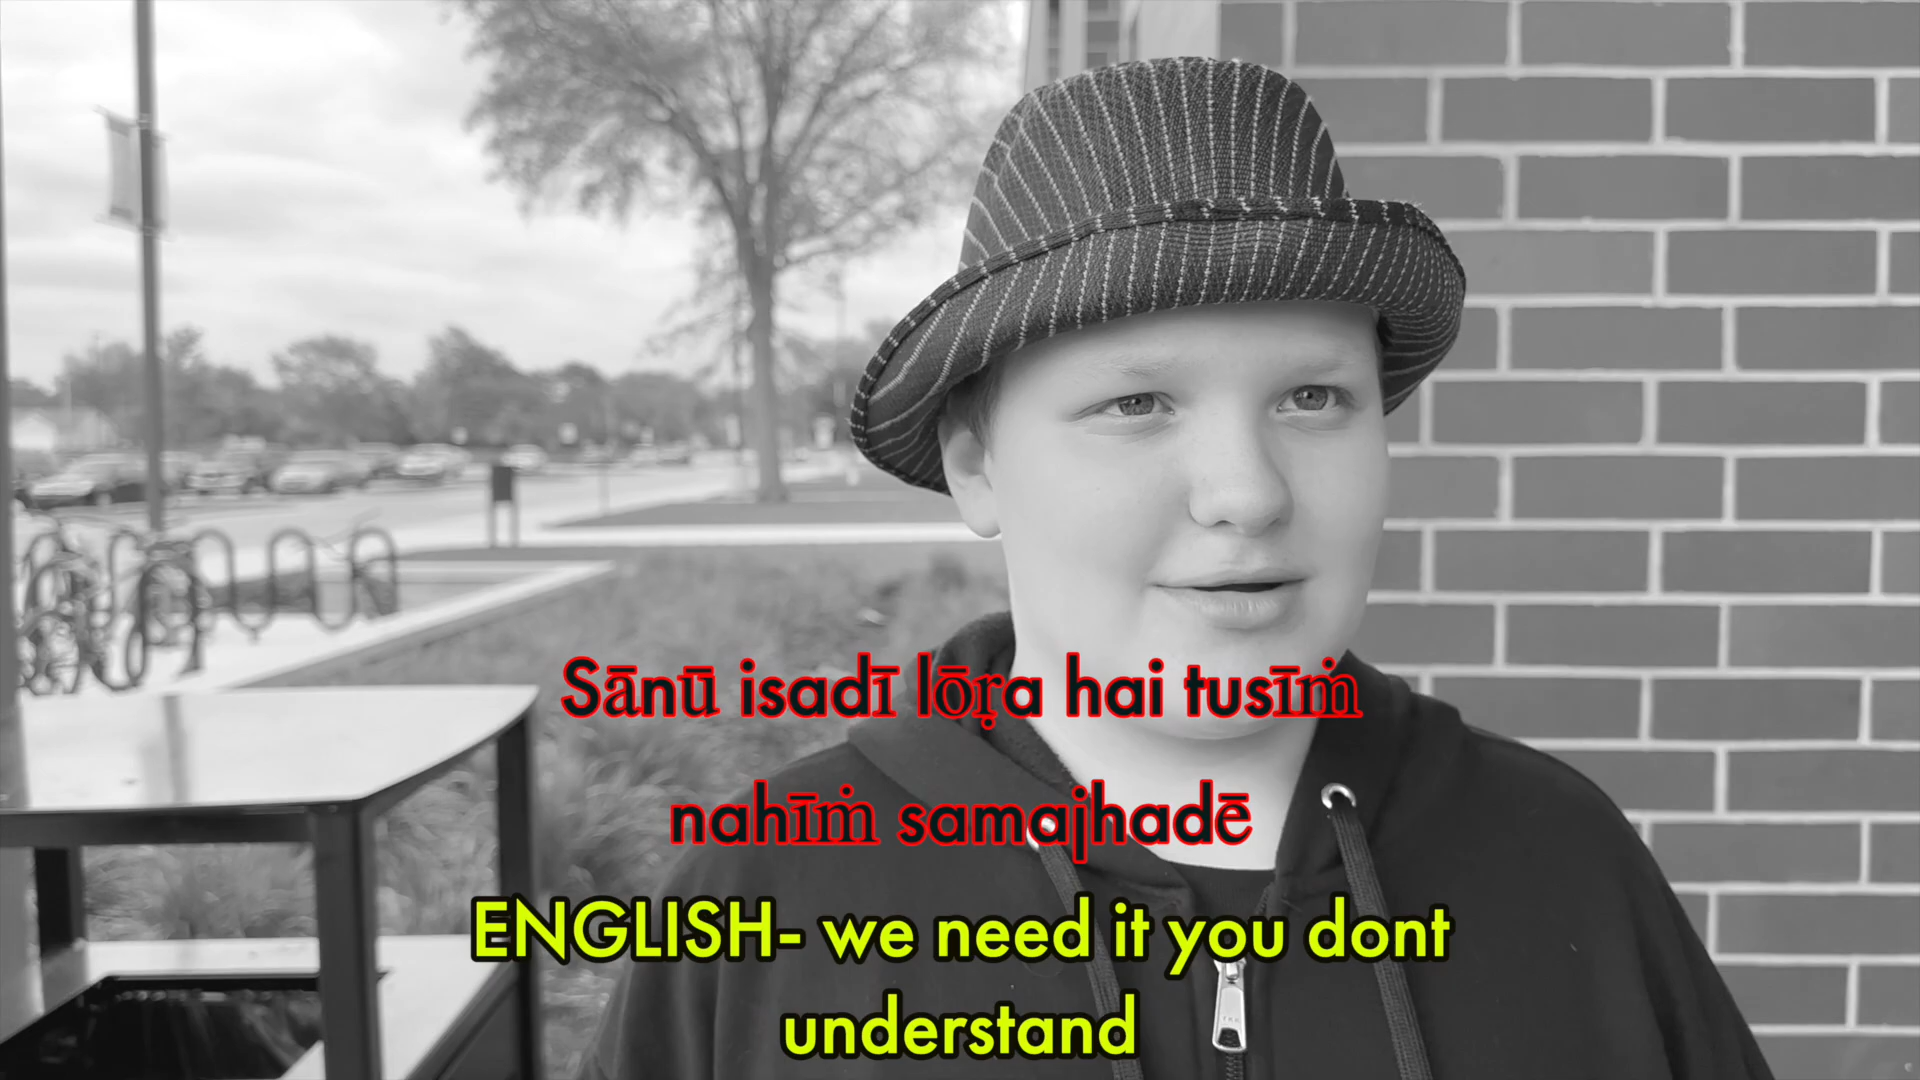 Sānū isadī lōṛa hai tusīṁ
nahīṁ samajhadē
ENGLISH- we need it you dont
understand